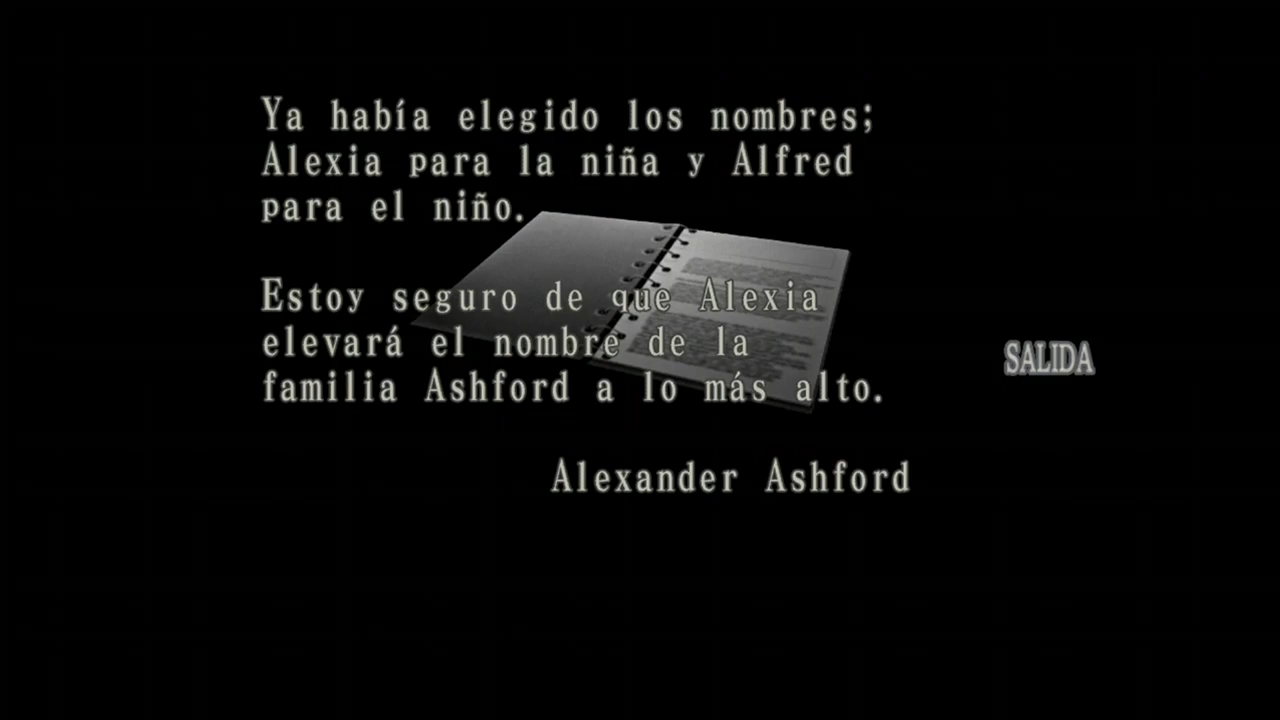 Ya había elegido los nombres;
Alexia para la niña y Alfred
para el niño.
Estoy seguro de que Alexia
elevará el nombre de la
familia Ashford a lo más alto.
SALIDA
Alexander Ashford